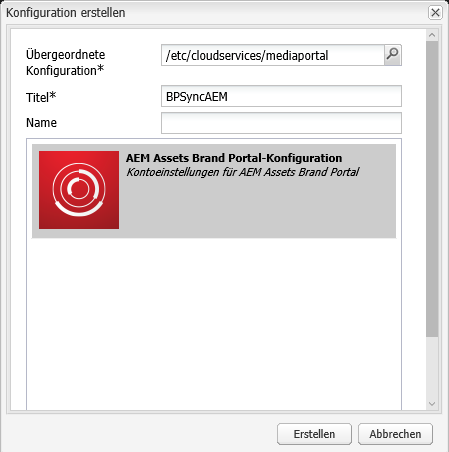 Konfiguration erstellen
Übergeordnete
Konfiguration*
/etc/cloudservices/mediaportal
Titel*
BPSyncAEM
Name
AEM Assets Brand Portal-Konfiguration
Kontoeinstellungen für AEM Assets Brand Portal
Erstellen
Abbrechen